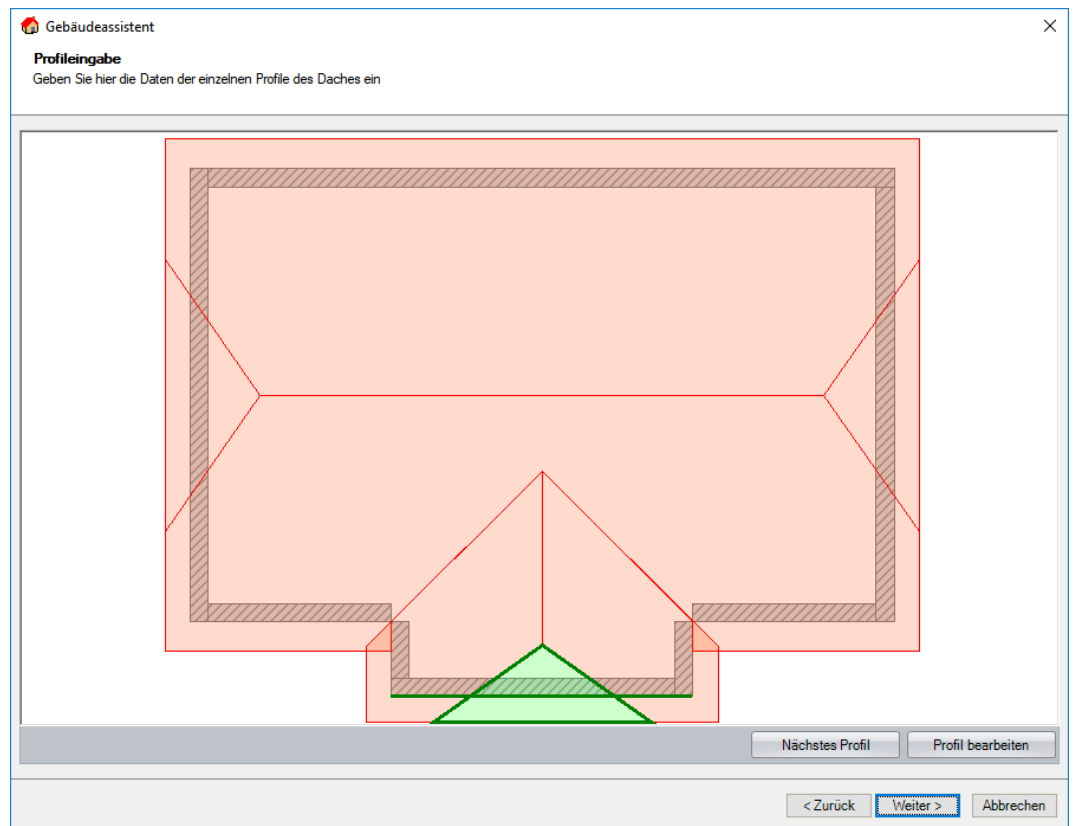 Gebäudeassistent
Profileingabe
Geben Sie hier die Daten der einzelnen Profile des Daches ein
Nächstes Profil
Profil bearbeiten
< Zurück
Weiter >
Abbrechen